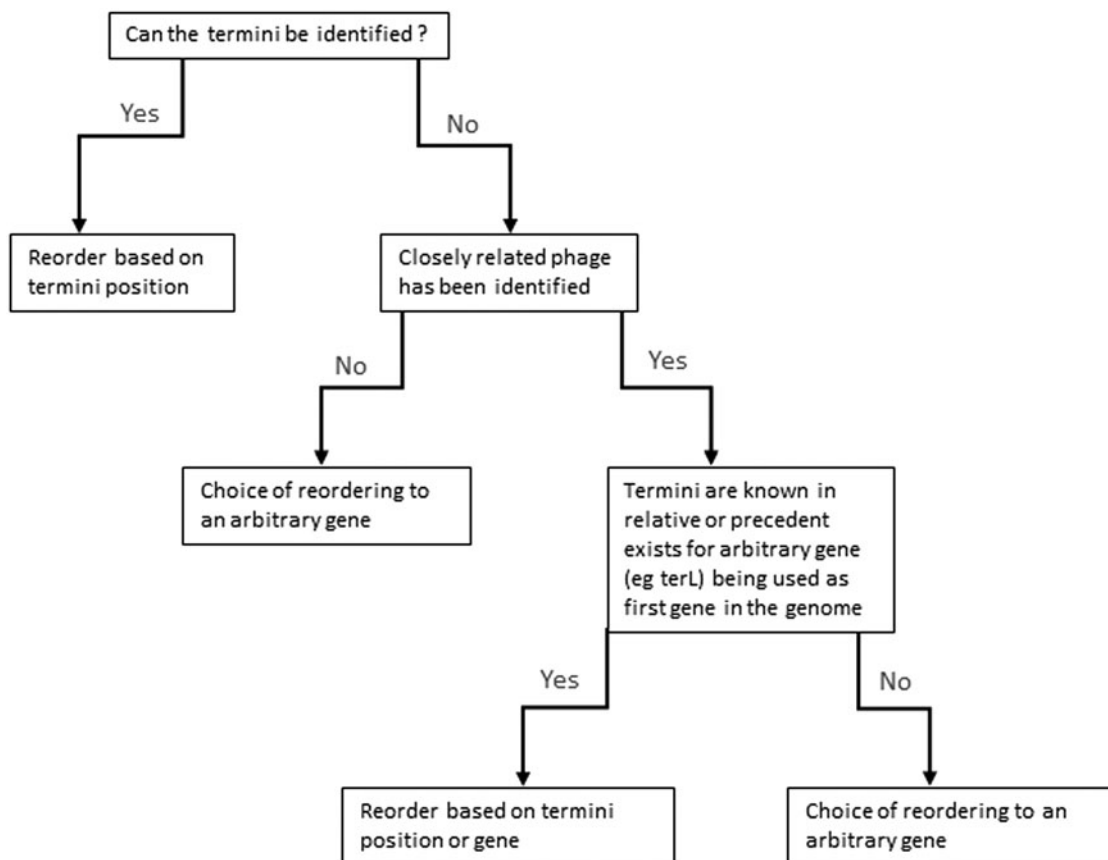 Can the termini be identified ?
Yes
No
Reorder based on
termini position
Closely related phage
has been identified
No
Yes
Choice of reordering to
an arbitrary gene
Termini are known in
relative or precedent
exists for arbitrary gene
(eg terL) being used as
first gene in the genome
Yes
No
Reorder based on termini
position or gene
Choice of reordering to an
arbitrary gene